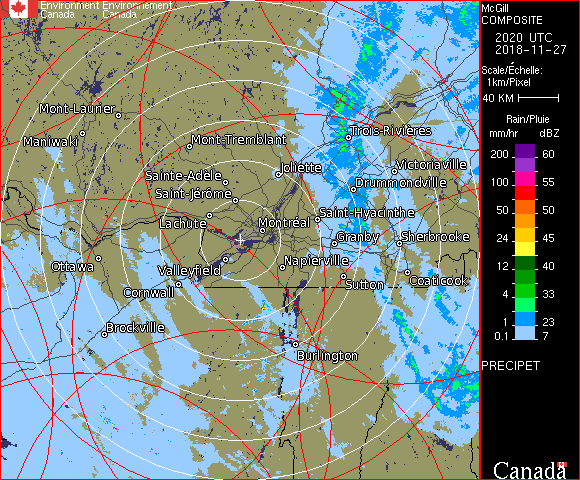 Environment Environnement
Canada Canada
McGill
COMPOSITE
2020 UTC
2018-11-27
Scale/Échelle:
1km/Pixel
40 KM
Rain/Pluie
mm/hr dBZ
200 60
100 55
50 50
24 45
12 40
4 33
1 23
0.1 7
PRECIPET
Canada
Mont-Laurier
Maniwaki
Mont-Tremblant
Trois-Rivières
Joliette
Victoriaville
Sainte-Adèle
Drummondville
Saint-Jérôme
Saint-Hyacinthe
Lachute
Montréal
Granby
Sherbrooke
Ottawa
Valleyfield
Napierville
Sutton
Coaticook
Cornwall
Brockville
Burlington